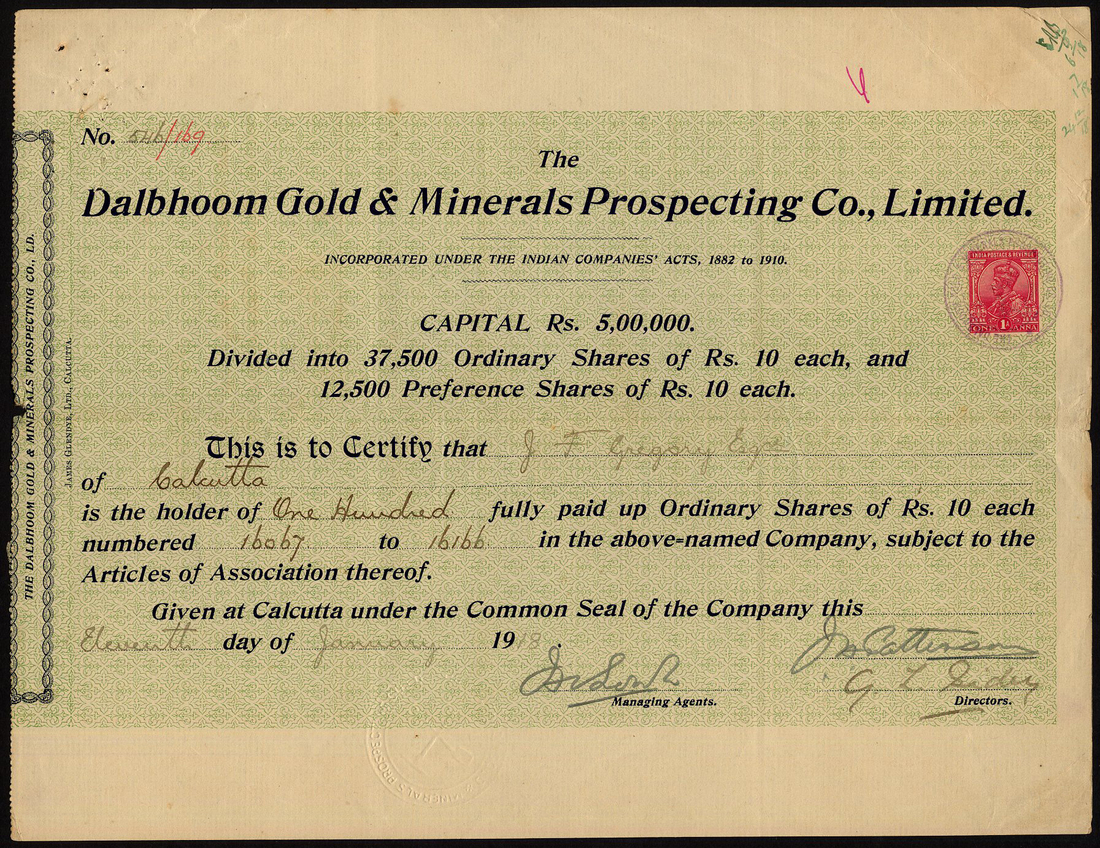 No. 546/169
The
Dalbhoom Gold & Minerals Prospecting Co., Limited.
INCORPORATED UNDER THE INDIAN COMPANIES' ACTS, 1882 to 1910.
INDIA POSTAGE & REVENUE
1A
ONE ANNA
CAPITAL Rs. 5,00,000.
Divided into 37,500 Ordinary Shares of Rs. 10 each, and
12,500 Preference Shares of Rs. 10 each.
This is to Certify that J F Gregory Esqre
of Calcutta
is the holder of One Hundred fully paid up Ordinary Shares of Rs. 10 each
numbered 16067 to 16166 in the above-named Company, subject to the
Articles of Association thereof.
Given at Calcutta under the Common Seal of the Company this
Eleventh day of January 1918.
Managing Agents.
Directors.
THE DALBHOOM GOLD & MINERALS PROSPECTING CO., LD.
JAMES GLENDYE, LTD., CALCUTTA.